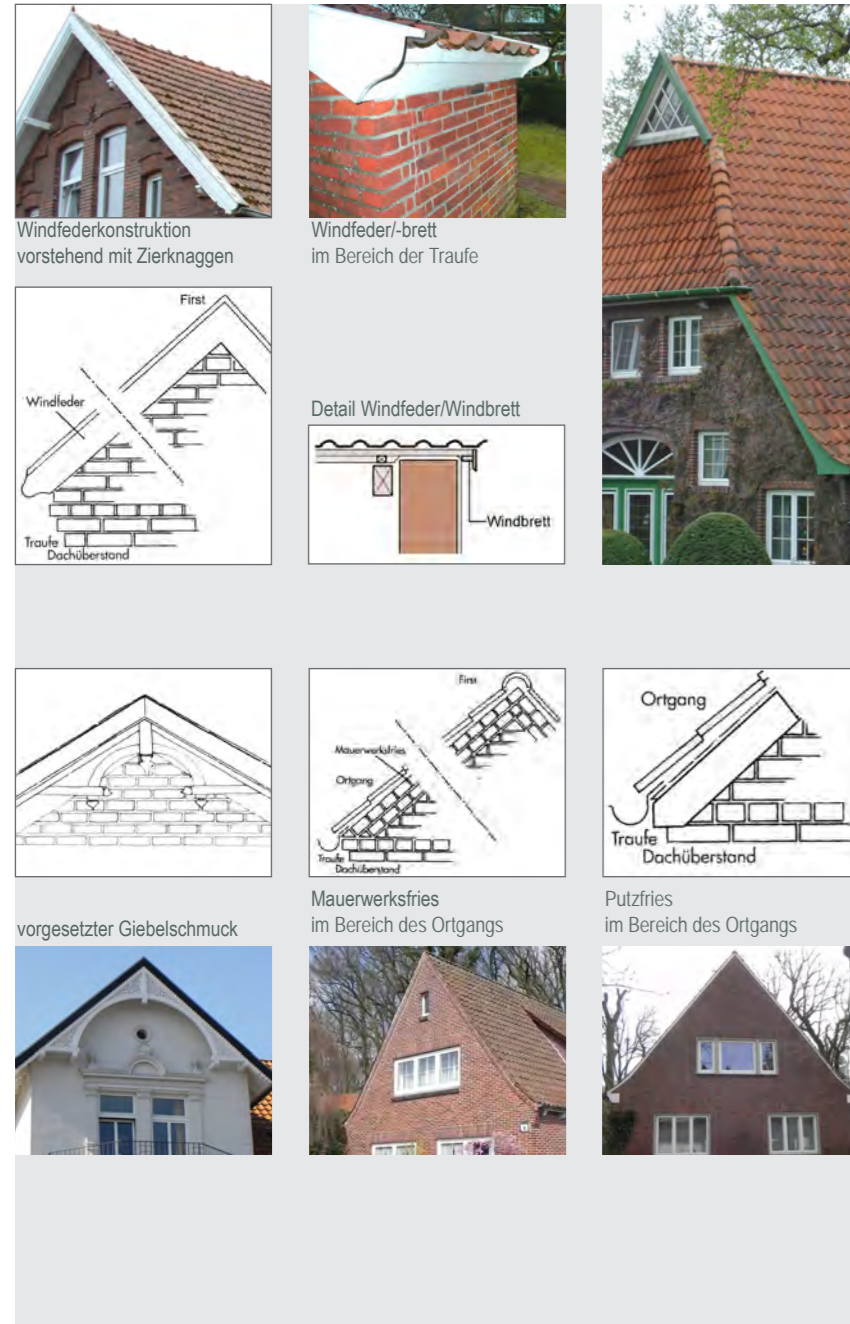 Windfederkonstruktion
vorstehend mit Zierknaggen
Windfeder/-brett
im Bereich der Traufe
First
Windfeder
Traufe
Dachüberstand
Detail Windfeder/Windbrett
Windbrett
First
Mauerwerksfries
Ortgang
Traufe
Dachüberstand
Ortgang
Traufe
Dachüberstand
vorgesetzter Giebelschmuck
Mauerwerksfries
im Bereich des Ortgangs
Putzfries
im Bereich des Ortgangs